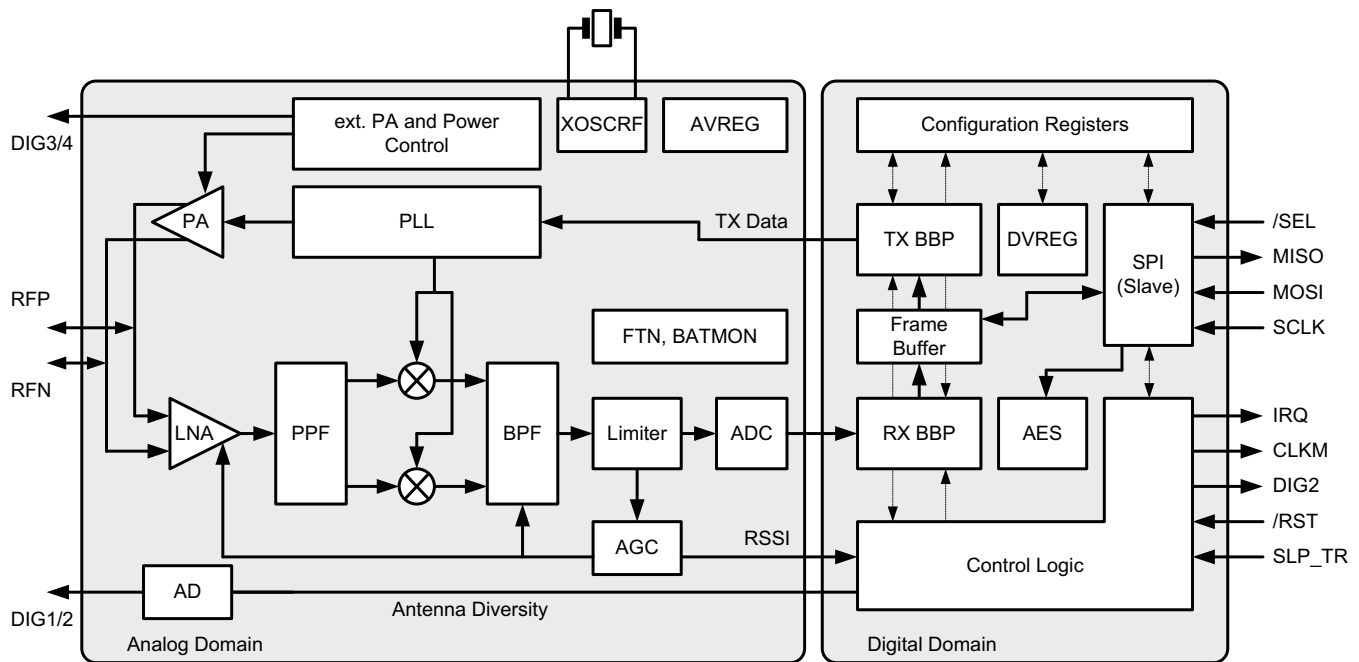 ext. PA and Power
Control
XOSCRF
AVREG
Configuration Registers
DIG3/4
PA
PLL
TX Data
TX BBP
DVREG
SPI
(Slave)
/SEL
MISO
MOSI
SCLK
RFP
RFN
FTN, BATMON
Frame
Buffer
LNA
PPF
BPF
Limiter
ADC
RX BBP
AES
IRQ
CLKM
DIG2
/RST
SLP_TR
AGC
RSSI
Control Logic
AD
DIG1/2
Antenna Diversity
Analog Domain
Digital Domain